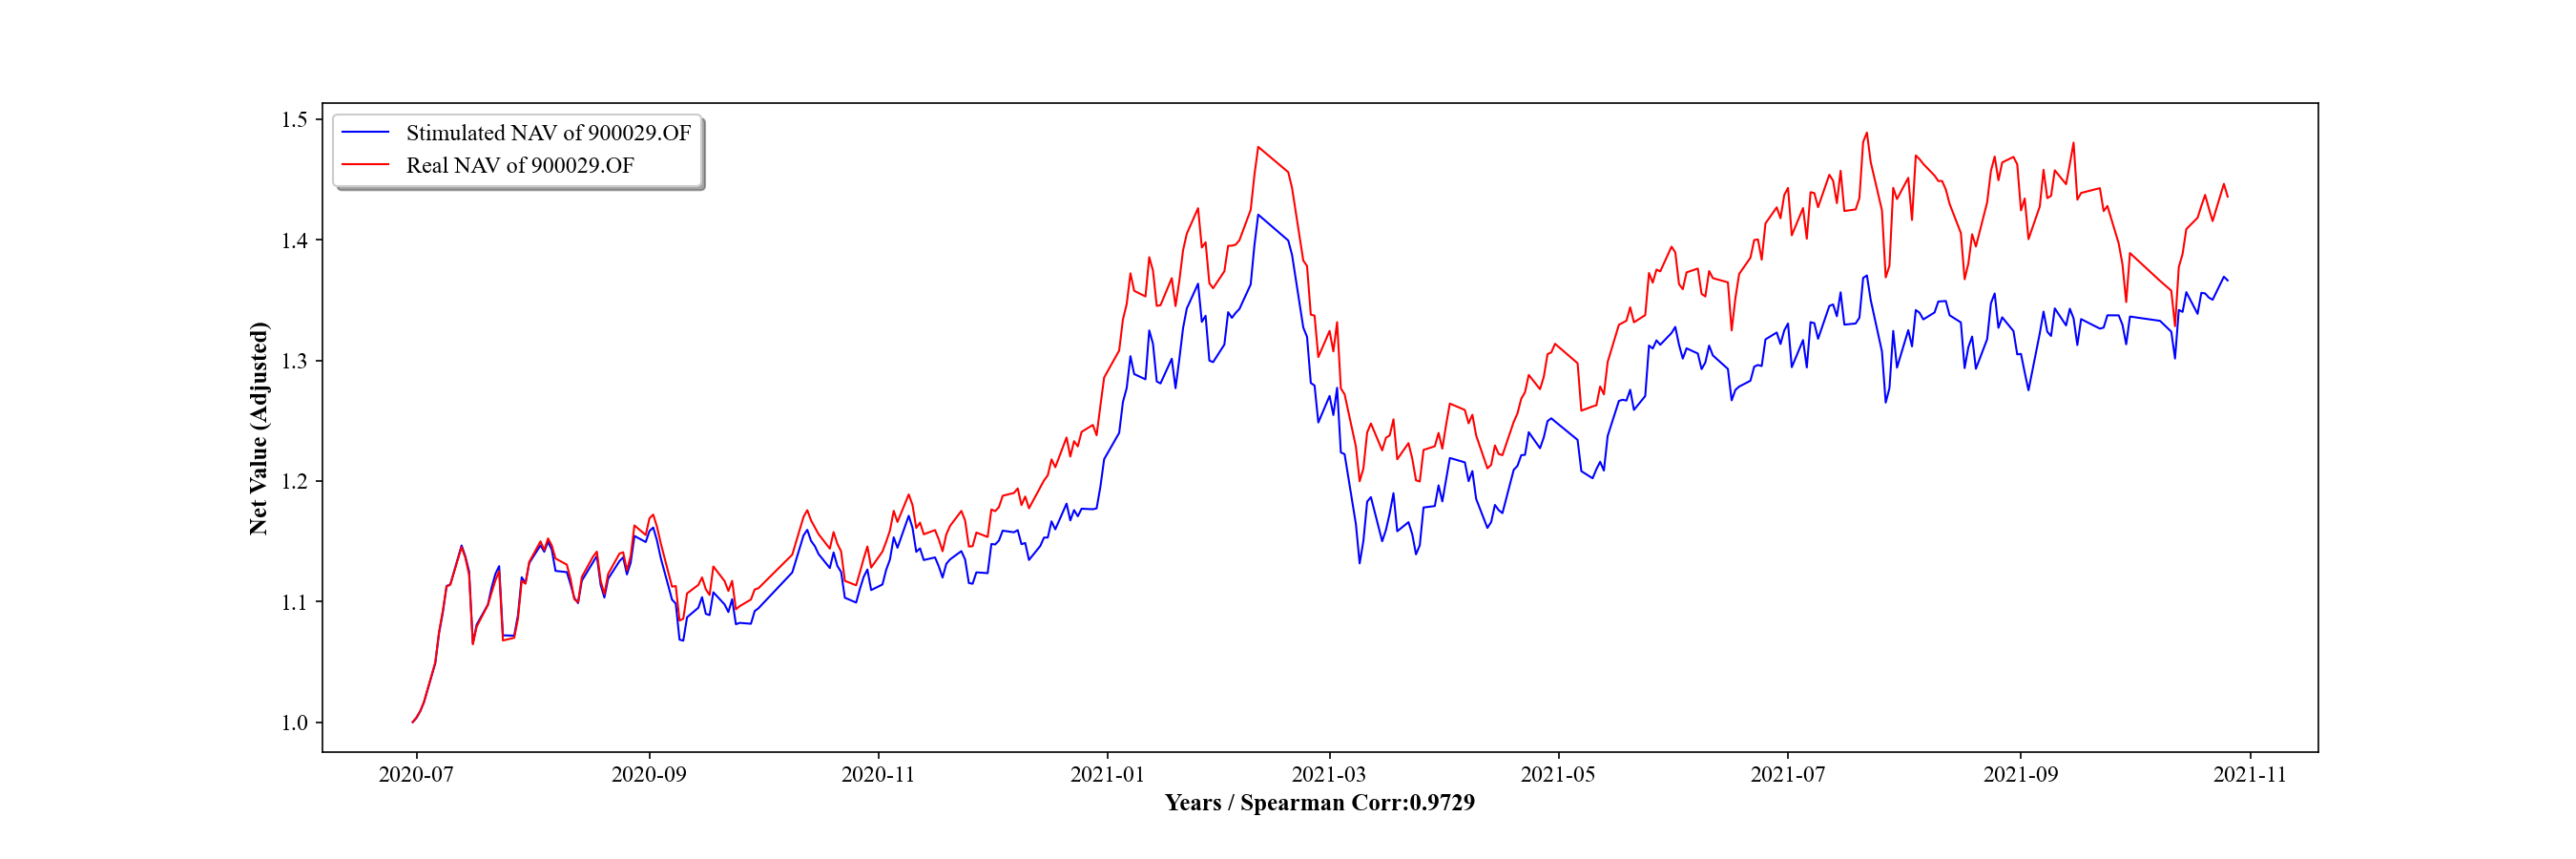 Stimulated NAV of 900029.OF
Real NAV of 900029.OF
1.5
1.4
1.3
1.2
1.1
1.0
Net Value (Adjusted)
2020-07 2020-09 2020-11 2021-01 2021-03 2021-05 2021-07 2021-09 2021-11
Years / Spearman Corr:0.9729